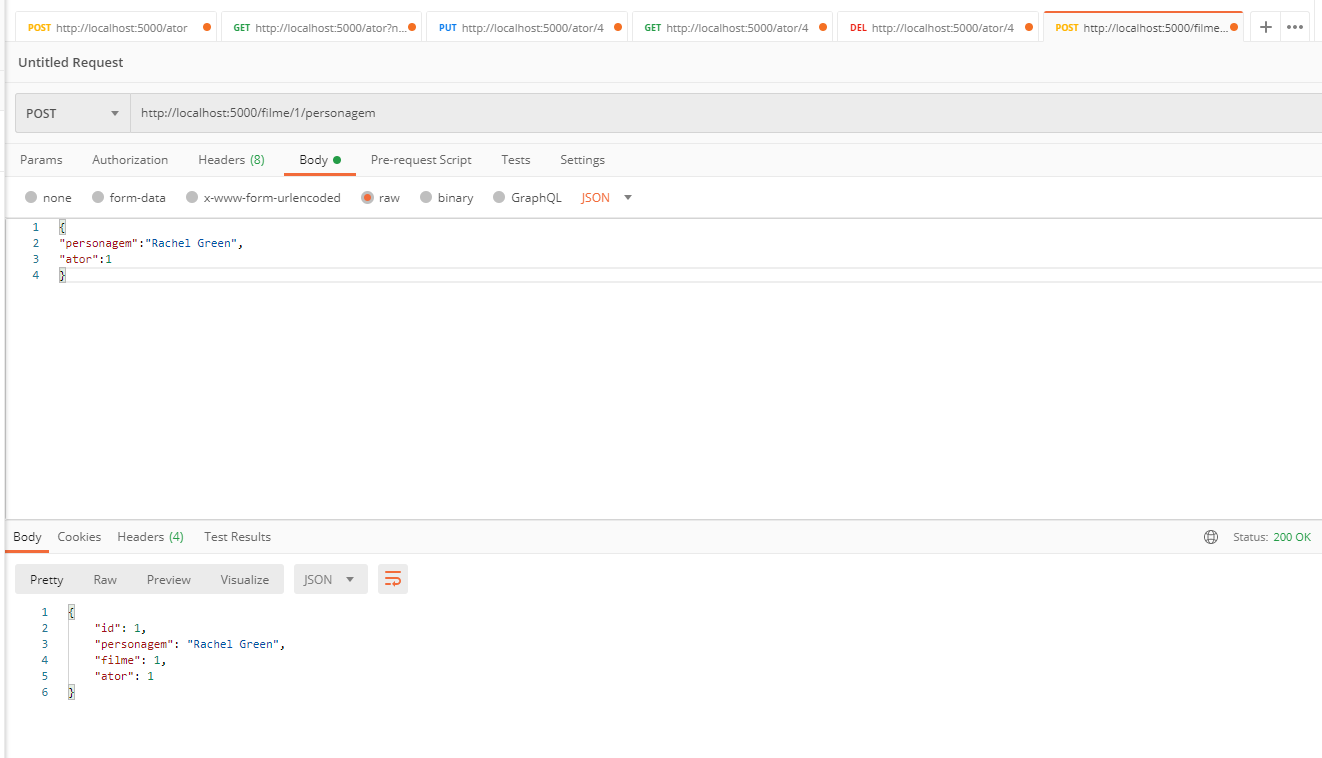 POST http://localhost:5000/ator GET http://localhost:5000/ator?n... PUT http://localhost:5000/ator/4 GET http://localhost:5000/ator/4 DEL http://localhost:5000/ator/4 POST http://localhost:5000/filme... + •••
Untitled Request
POST http://localhost:5000/filme/1/personagem
Params Authorization Headers (8) Body Pre-request Script Tests Settings
none form-data x-www-form-urlencoded raw binary GraphQL JSON
1 {
2 "personagem":"Rachel Green",
3 "ator":1
4 }
Body Cookies Headers (4) Test Results Status: 200 OK
Pretty Raw Preview Visualize JSON
1 {
2 "id": 1,
3 "personagem": "Rachel Green",
4 "filme": 1,
5 "ator": 1
6 }